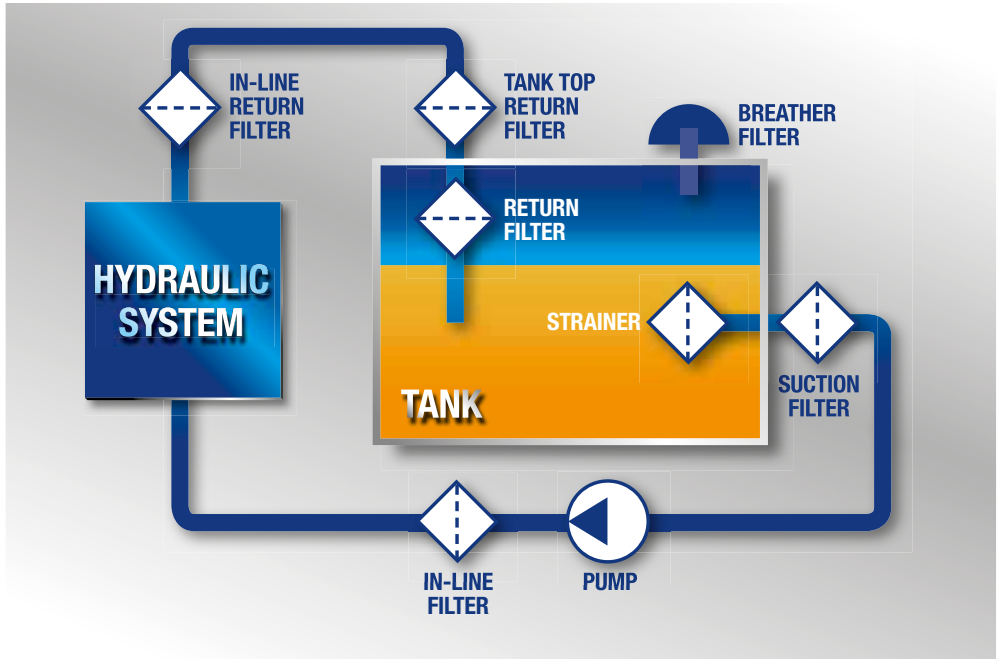 IN-LINE
RETURN
FILTER
TANK TOP
RETURN
FILTER
BREATHER
FILTER
RETURN
FILTER
HYDRAULIC
SYSTEM
STRAINER
TANK
SUCTION
FILTER
IN-LINE
FILTER
PUMP